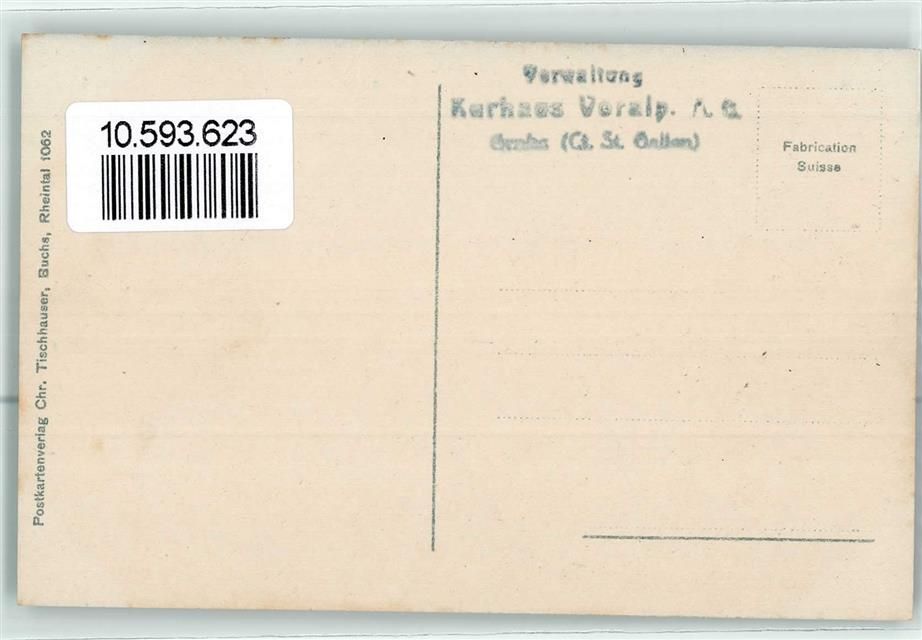 Verwaltung
Kurhaus Voralp. A. G.
Grabs (Ct. St. Gallen)
10.593.623
Fabrication
Suisse
Postkartenverlag Chr. Tischhauser, Buchs, Rheintal 1062